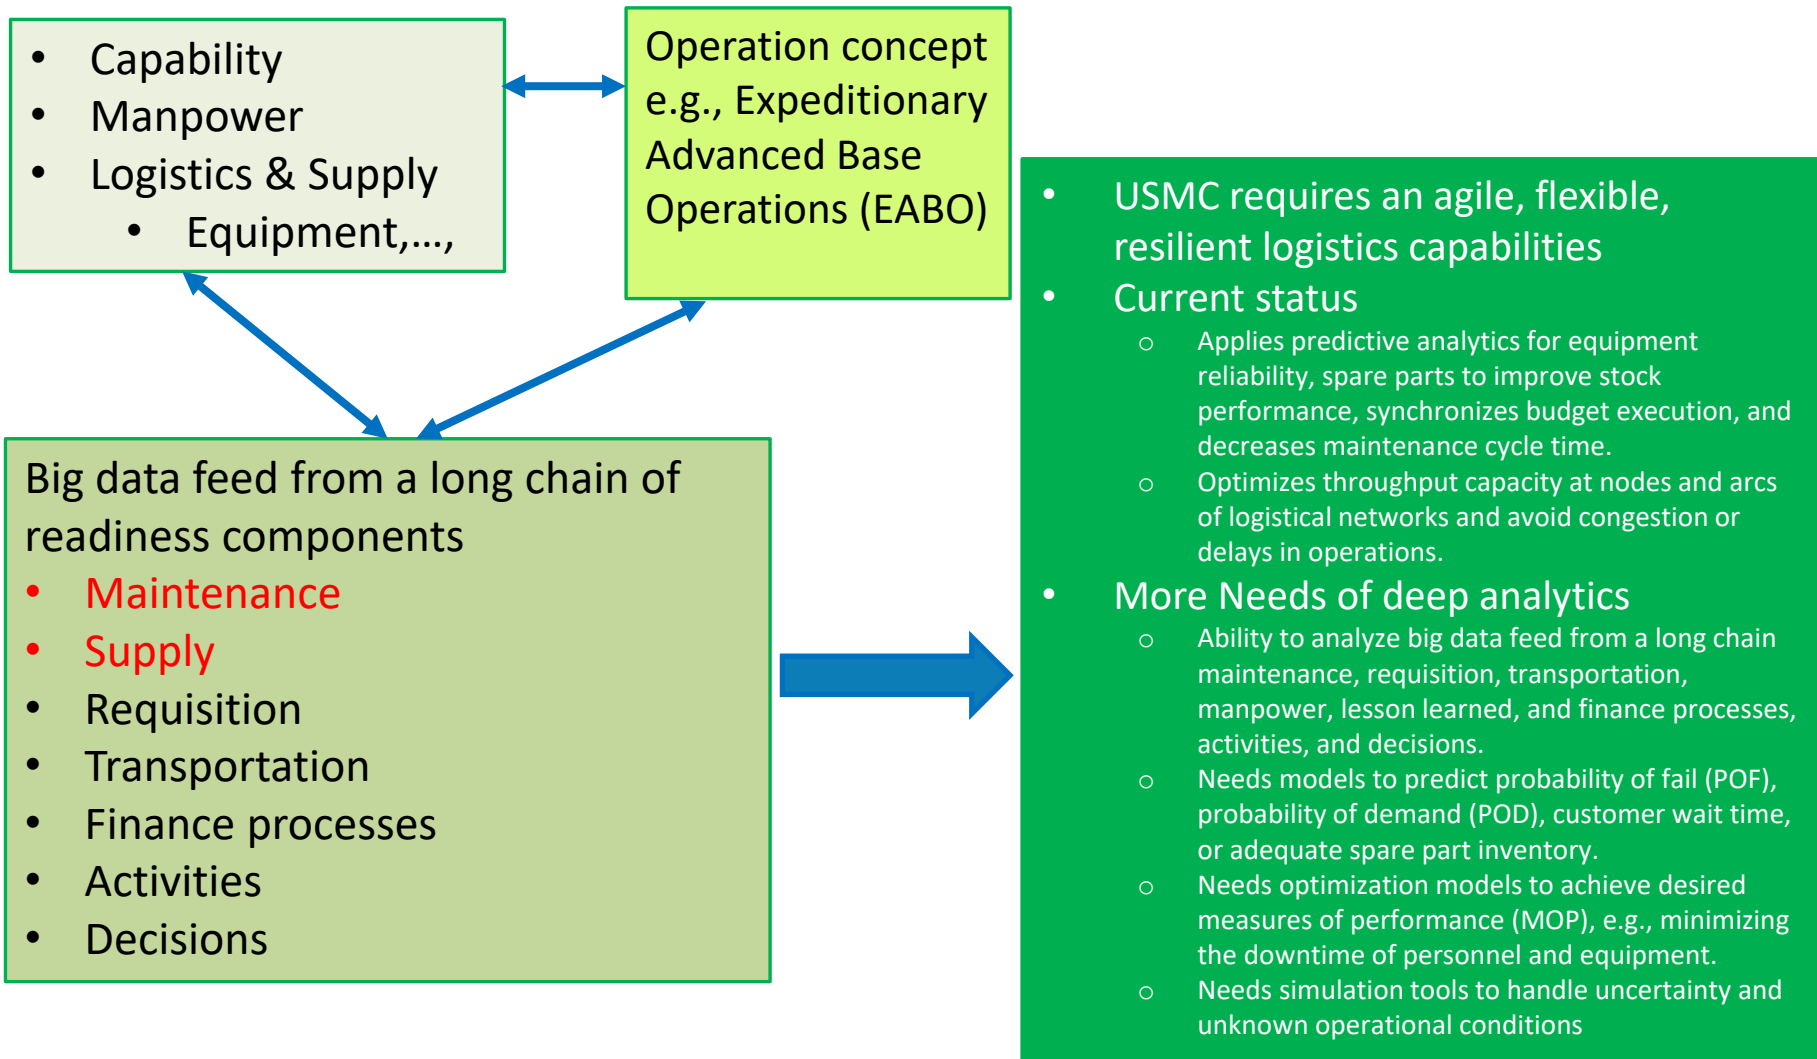 • Capability
• Manpower
• Logistics & Supply
• Equipment,...,
Operation concept
e.g., Expeditionary
Advanced Base
Operations (EABO)
Big data feed from a long chain of
readiness components
• Maintenance
• Supply
• Requisition
• Transportation
• Finance processes
• Activities
• Decisions
• USMC requires an agile, flexible,
resilient logistics capabilities
• Current status
o Applies predictive analytics for equipment
reliability, spare parts to improve stock
performance, synchronizes budget execution, and
decreases maintenance cycle time.
o Optimizes throughput capacity at nodes and arcs
of logistical networks and avoid congestion or
delays in operations.
• More Needs of deep analytics
o Ability to analyze big data feed from a long chain
maintenance, requisition, transportation,
manpower, lesson learned, and finance processes,
activities, and decisions.
o Needs models to predict probability of fail (POF),
probability of demand (POD), customer wait time,
or adequate spare part inventory.
o Needs optimization models to achieve desired
measures of performance (MOP), e.g., minimizing
the downtime of personnel and equipment.
o Needs simulation tools to handle uncertainty and
unknown operational conditions